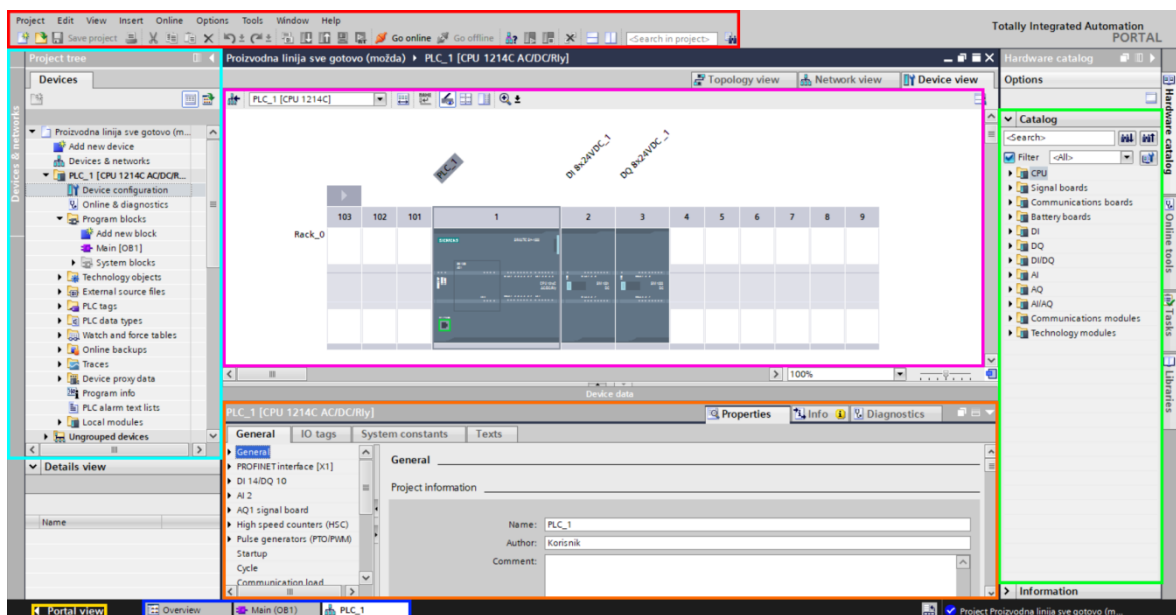 Project Edit View Insert Online Options Tools Window Help
Totally Integrated Automation
PORTAL
Save project
Go online
Go offline
<Search in project>
Project tree
Devices
Devices & networks
Proizvodna linija sve gotovo (m...
Add new device
Devices & networks
PLC_1 [CPU 1214C AC/DC/R...
Device configuration
Online & diagnostics
Program blocks
Add new block
Main [OB1]
System blocks
Technology objects
External source files
PLC tags
PLC data types
Watch and force tables
Online backups
Traces
Device proxy data
Program info
PLC alarm text lists
Local modules
Ungrouped devices
Details view
Name
Proizvodna linija sve gotovo (možda) PLC_1 [CPU 1214C AC/DC/Rly]
Topology view
Network view
Device view
PLC_1 [CPU 1214C]
PLC_1
DI 8x24VDC_1
DQ 8x24VDC_1
103 102 101 1 2 3 4 5 6 7 8 9
Rack_0
SIEMENS
100%
Device data
PLC_1 [CPU 1214C AC/DC/Rly]
Properties
Info
Diagnostics
General
IO tags
System constants
Texts
General
PROFINET interface [X1]
DI 14/DQ 10
AI 2
AQ1 signal board
High speed counters (HSC)
Pulse generators (PTO/PWM)
Startup
Cycle
Communication load
General
Project information
Name: PLC_1
Author: Korisnik
Comment:
Hardware catalog
Options
Catalog
<Search>
Filter
<All>
CPU
Signal boards
Communications boards
Battery boards
DI
DQ
DI/DQ
AI
AQ
AI/AQ
Communications modules
Technology modules
Information
Hardware catalog
Online tools
Tasks
Libraries
Portal view
Overview
Main (OB1)
PLC_1
Project Proizvodna linija sve gotovo (m...